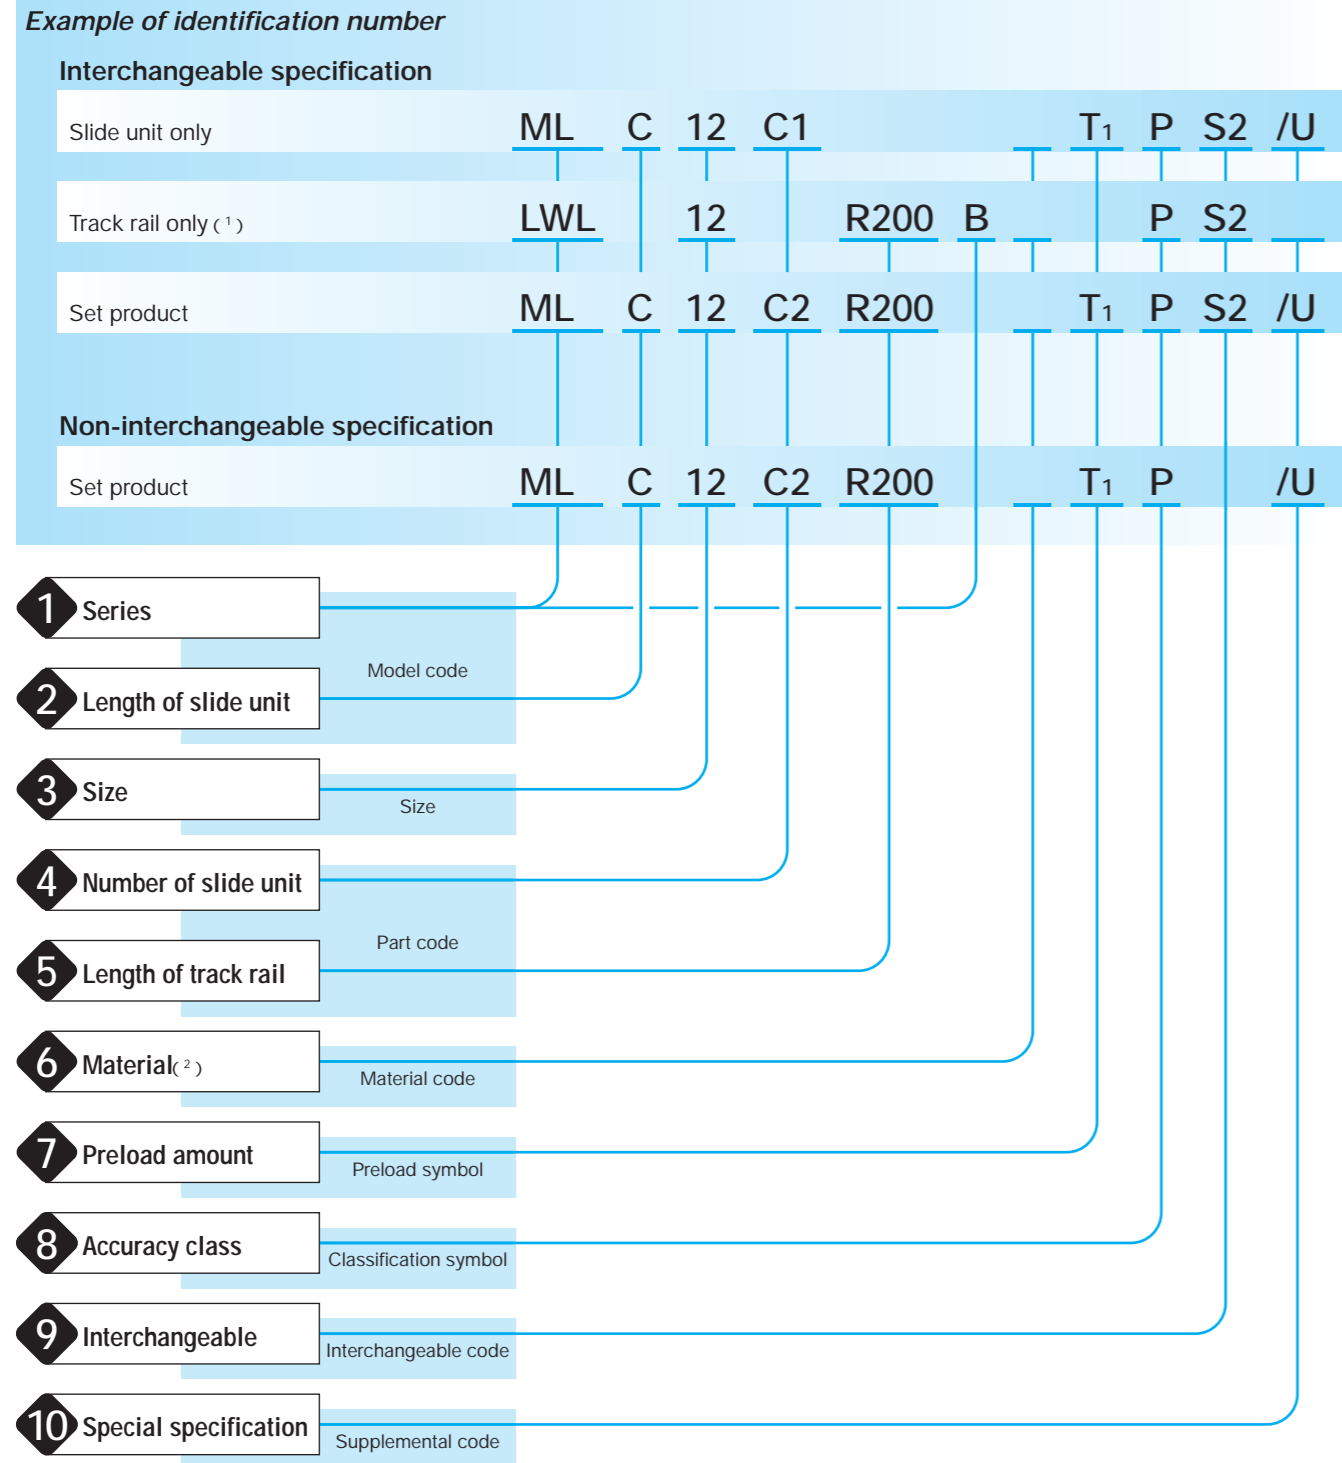 Example of identification number
Interchangeable specification
Slide unit only ML C 12 C1 T1 P S2 /U
Track rail only (1) LWL 12 R200 B P S2
Set product ML C 12 C2 R200 T1 P S2 /U
Non-interchangeable specification
Set product ML C 12 C2 R200 T1 P /U
1 Series
Model code
2 Length of slide unit
3 Size
Size
4 Number of slide unit
Part code
5 Length of track rail
6 Material(2)
Material code
7 Preload amount
Preload symbol
8 Accuracy class
Classification symbol
9 Interchangeable
Interchangeable code
10 Special specification
Supplemental code